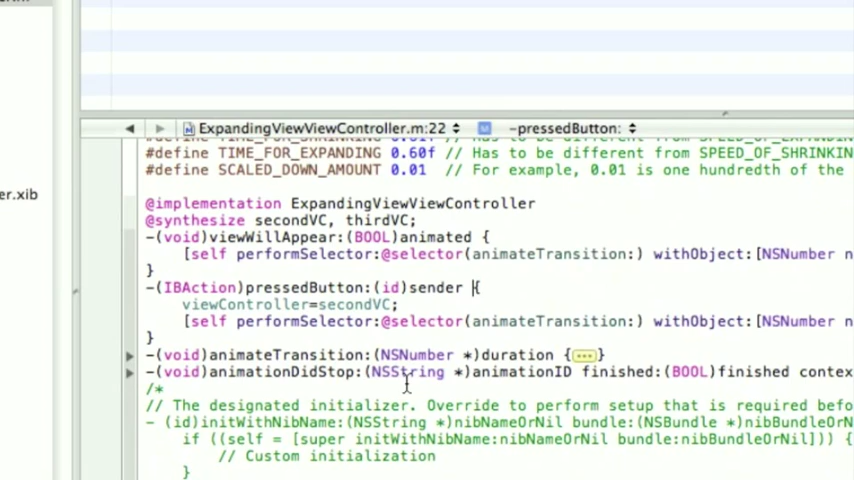 er.xib
ExpandingViewViewController.m:22 -pressedButton:
#define TIME_FOR_EXPANDING 0.60f // Has to be different from SPEED_OF_SHRINKIN
#define SCALED_DOWN_AMOUNT 0.01 // For example, 0.01 is one hundredth of the
@implementation ExpandingViewViewController
@synthesize secondVC, thirdVC;
-(void)viewWillAppear:(BOOL)animated {
[self performSelector:@selector(animateTransition:) withObject:[NSNumber n
}
-(IBAction)pressedButton:(id)sender {
viewController=secondVC;
[self performSelector:@selector(animateTransition:) withObject:[NSNumber n
}
-(void)animateTransition:(NSNumber *)duration {...}
-(void)animationDidStop:(NSString *)animationID finished:(BOOL)finished contex
/*
// The designated initializer. Override to perform setup that is required befo
- (id)initWithNibName:(NSString *)nibNameOrNil bundle:(NSBundle *)nibBundleOrN
if ((self = [super initWithNibName:nibNameOrNil bundle:nibBundleOrNil])) {
// Custom initialization
}